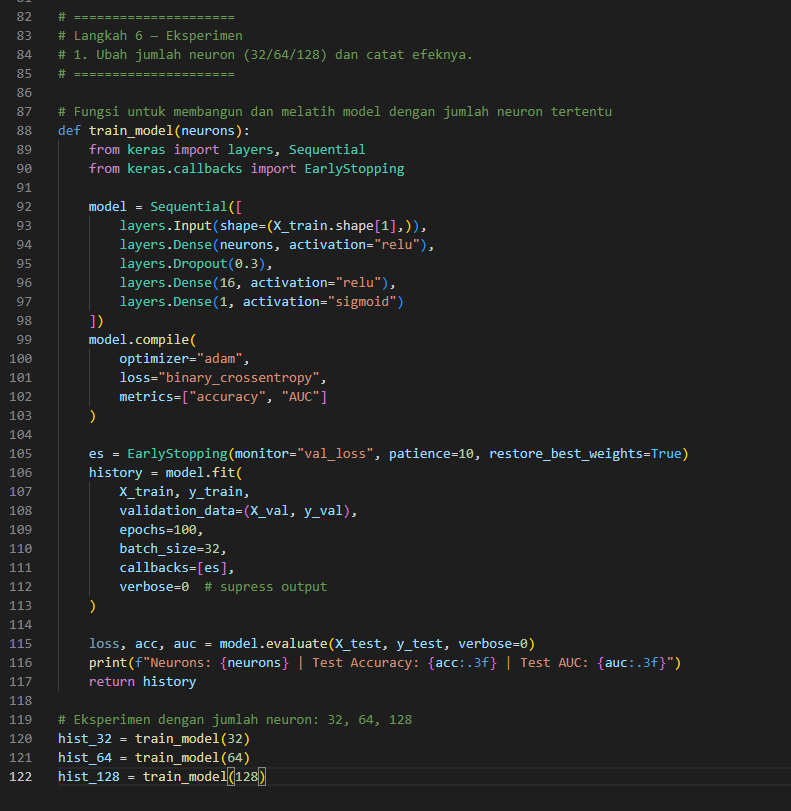 81
82 # =====================
83 # Langkah 6 — Eksperimen
84 # 1. Ubah jumlah neuron (32/64/128) dan catat efeknya.
85 # =====================
86
87 # Fungsi untuk membangun dan melatih model dengan jumlah neuron tertentu
88 def train_model(neurons):
89     from keras import layers, Sequential
90     from keras.callbacks import EarlyStopping
91
92     model = Sequential([
93         layers.Input(shape=(X_train.shape[1],)),
94         layers.Dense(neurons, activation="relu"),
95         layers.Dropout(0.3),
96         layers.Dense(16, activation="relu"),
97         layers.Dense(1, activation="sigmoid")
98     ])
99     model.compile(
100         optimizer="adam",
101         loss="binary_crossentropy",
102         metrics=["accuracy", "AUC"]
103     )
104
105     es = EarlyStopping(monitor="val_loss", patience=10, restore_best_weights=True)
106     history = model.fit(
107         X_train, y_train,
108         validation_data=(X_val, y_val),
109         epochs=100,
110         batch_size=32,
111         callbacks=[es],
112         verbose=0  # supress output
113     )
114
115     loss, acc, auc = model.evaluate(X_test, y_test, verbose=0)
116     print(f"Neurons: {neurons} | Test Accuracy: {acc:.3f} | Test AUC: {auc:.3f}")
117     return history
118
119 # Eksperimen dengan jumlah neuron: 32, 64, 128
120 hist_32 = train_model(32)
121 hist_64 = train_model(64)
122 hist_128 = train_model(128)